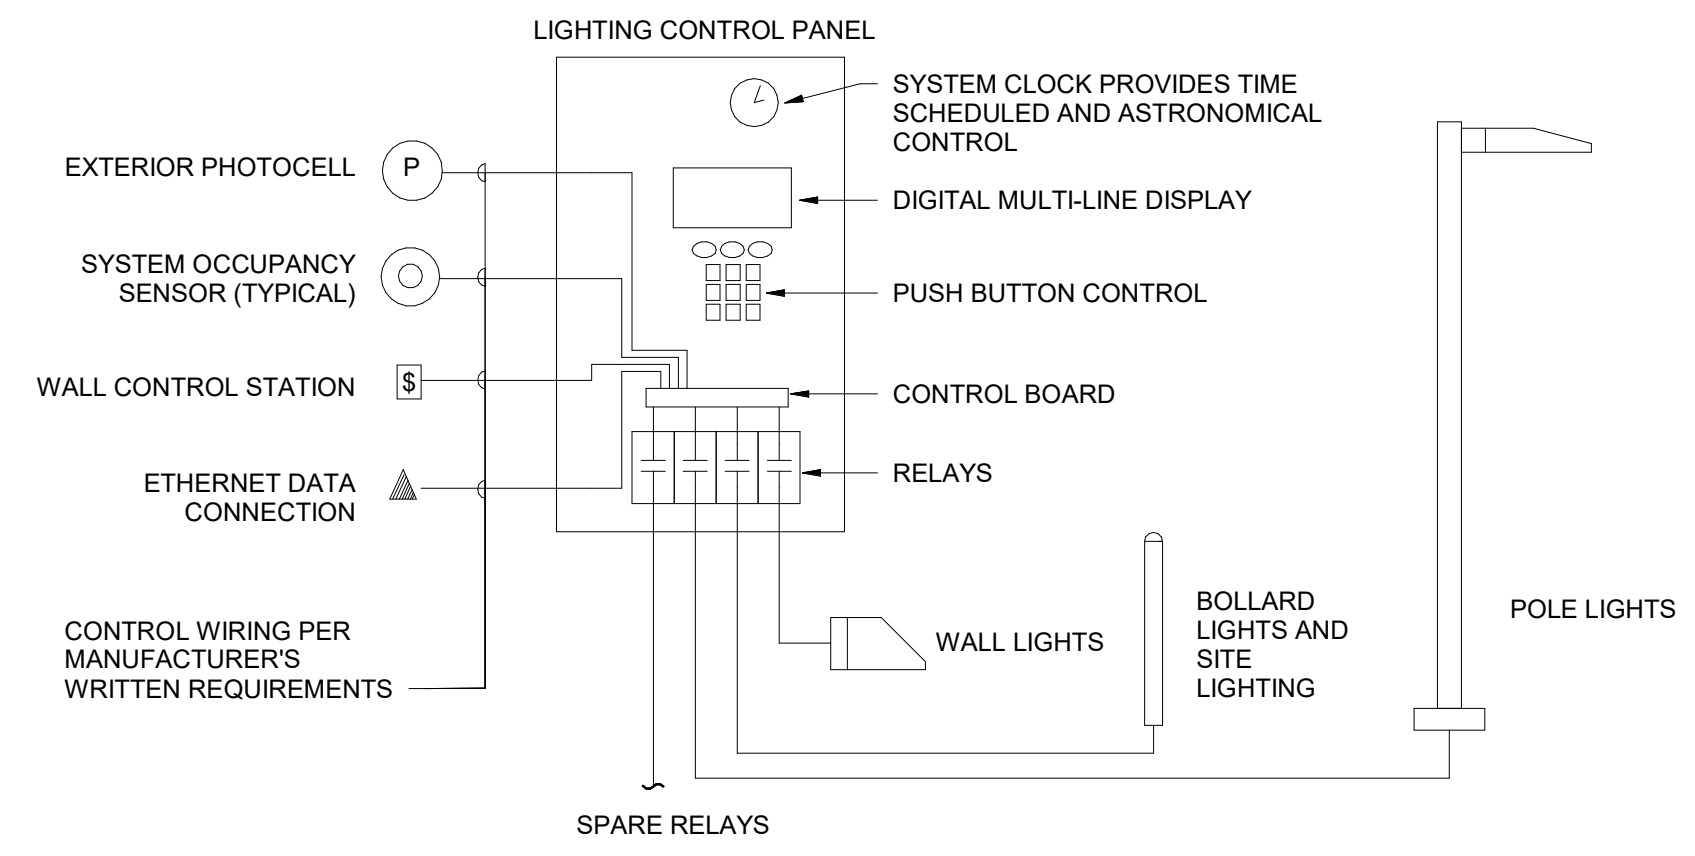 LIGHTING CONTROL PANEL
SYSTEM CLOCK PROVIDES TIME
SCHEDULED AND ASTRONOMICAL
CONTROL
EXTERIOR PHOTOCELL
P
DIGITAL MULTI-LINE DISPLAY
SYSTEM OCCUPANCY
SENSOR (TYPICAL)
PUSH BUTTON CONTROL
WALL CONTROL STATION
$
CONTROL BOARD
RELAYS
ETHERNET DATA
CONNECTION
CONTROL WIRING PER
MANUFACTURER'S
WRITTEN REQUIREMENTS
WALL LIGHTS
BOLLARD
LIGHTS AND
SITE
LIGHTING
POLE LIGHTS
SPARE RELAYS